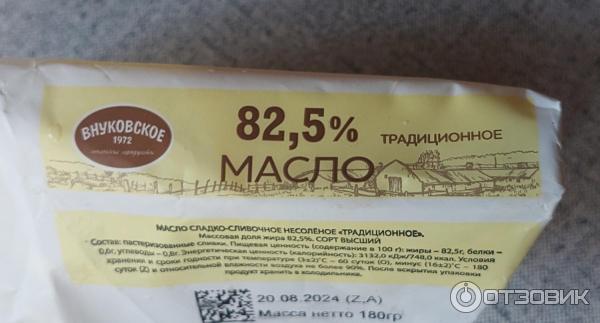 ВНУКОВСКОЕ
1972
82,5%
ТРАДИЦИОННОЕ
МАСЛО
МАСЛО СЛАДКО-СЛИВОЧНОЕ НЕСОЛЁНОЕ «ТРАДИЦИОННОЕ».
Массовая доля жира 82,5%. СОРТ ВЫСШИЙ
Состав: пастеризованные сливки. Пищевая ценность (содержание в 100 г): жиры – 82,5г, белки –
0,6г, углеводы – 0,8г. Энергетическая ценность (калорийность): 3132,0 кДж/748,0 ккал. Условия
хранения и сроки годности при температуре (3±2)°С – 60 суток (О), минус (16±2)°С – 180
суток (Z) и относительной влажности воздуха не более 90%. После вскрытия упаковки
продукт хранить в холодильнике.
20.08.2024 (Z,A)
Масса нетто 180гр
ОТЗОВИК